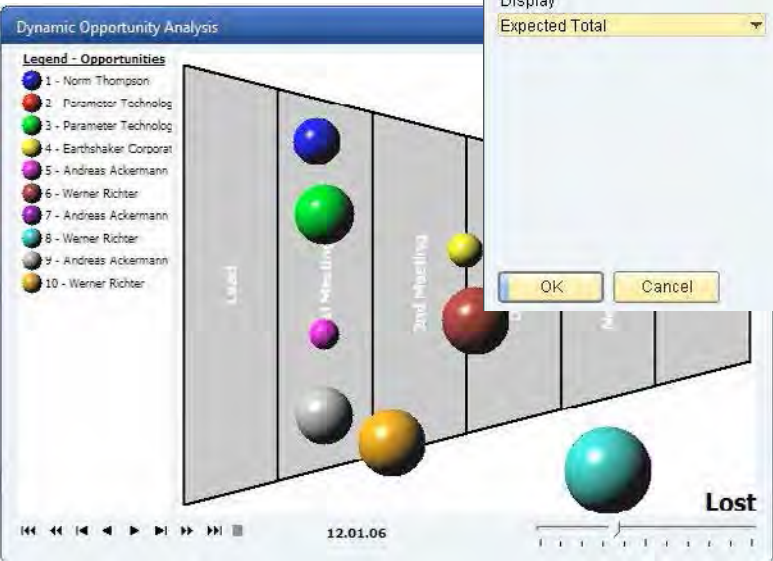 Display
Expected Total
Dynamic Opportunity Analysis
Legend - Opportunities
1 - Norm Thompson
2 - Parameter Technolog
3 - Parameter Technolog
4 - Earthshaker Corporat
5 - Andreas Ackermann
6 - Werner Richter
7 - Andreas Ackermann
8 - Werner Richter
9 - Andreas Ackermann
10 - Werner Richter
Lead
Meeting
2nd Meeting
OK
Cancel
Lost
12.01.06